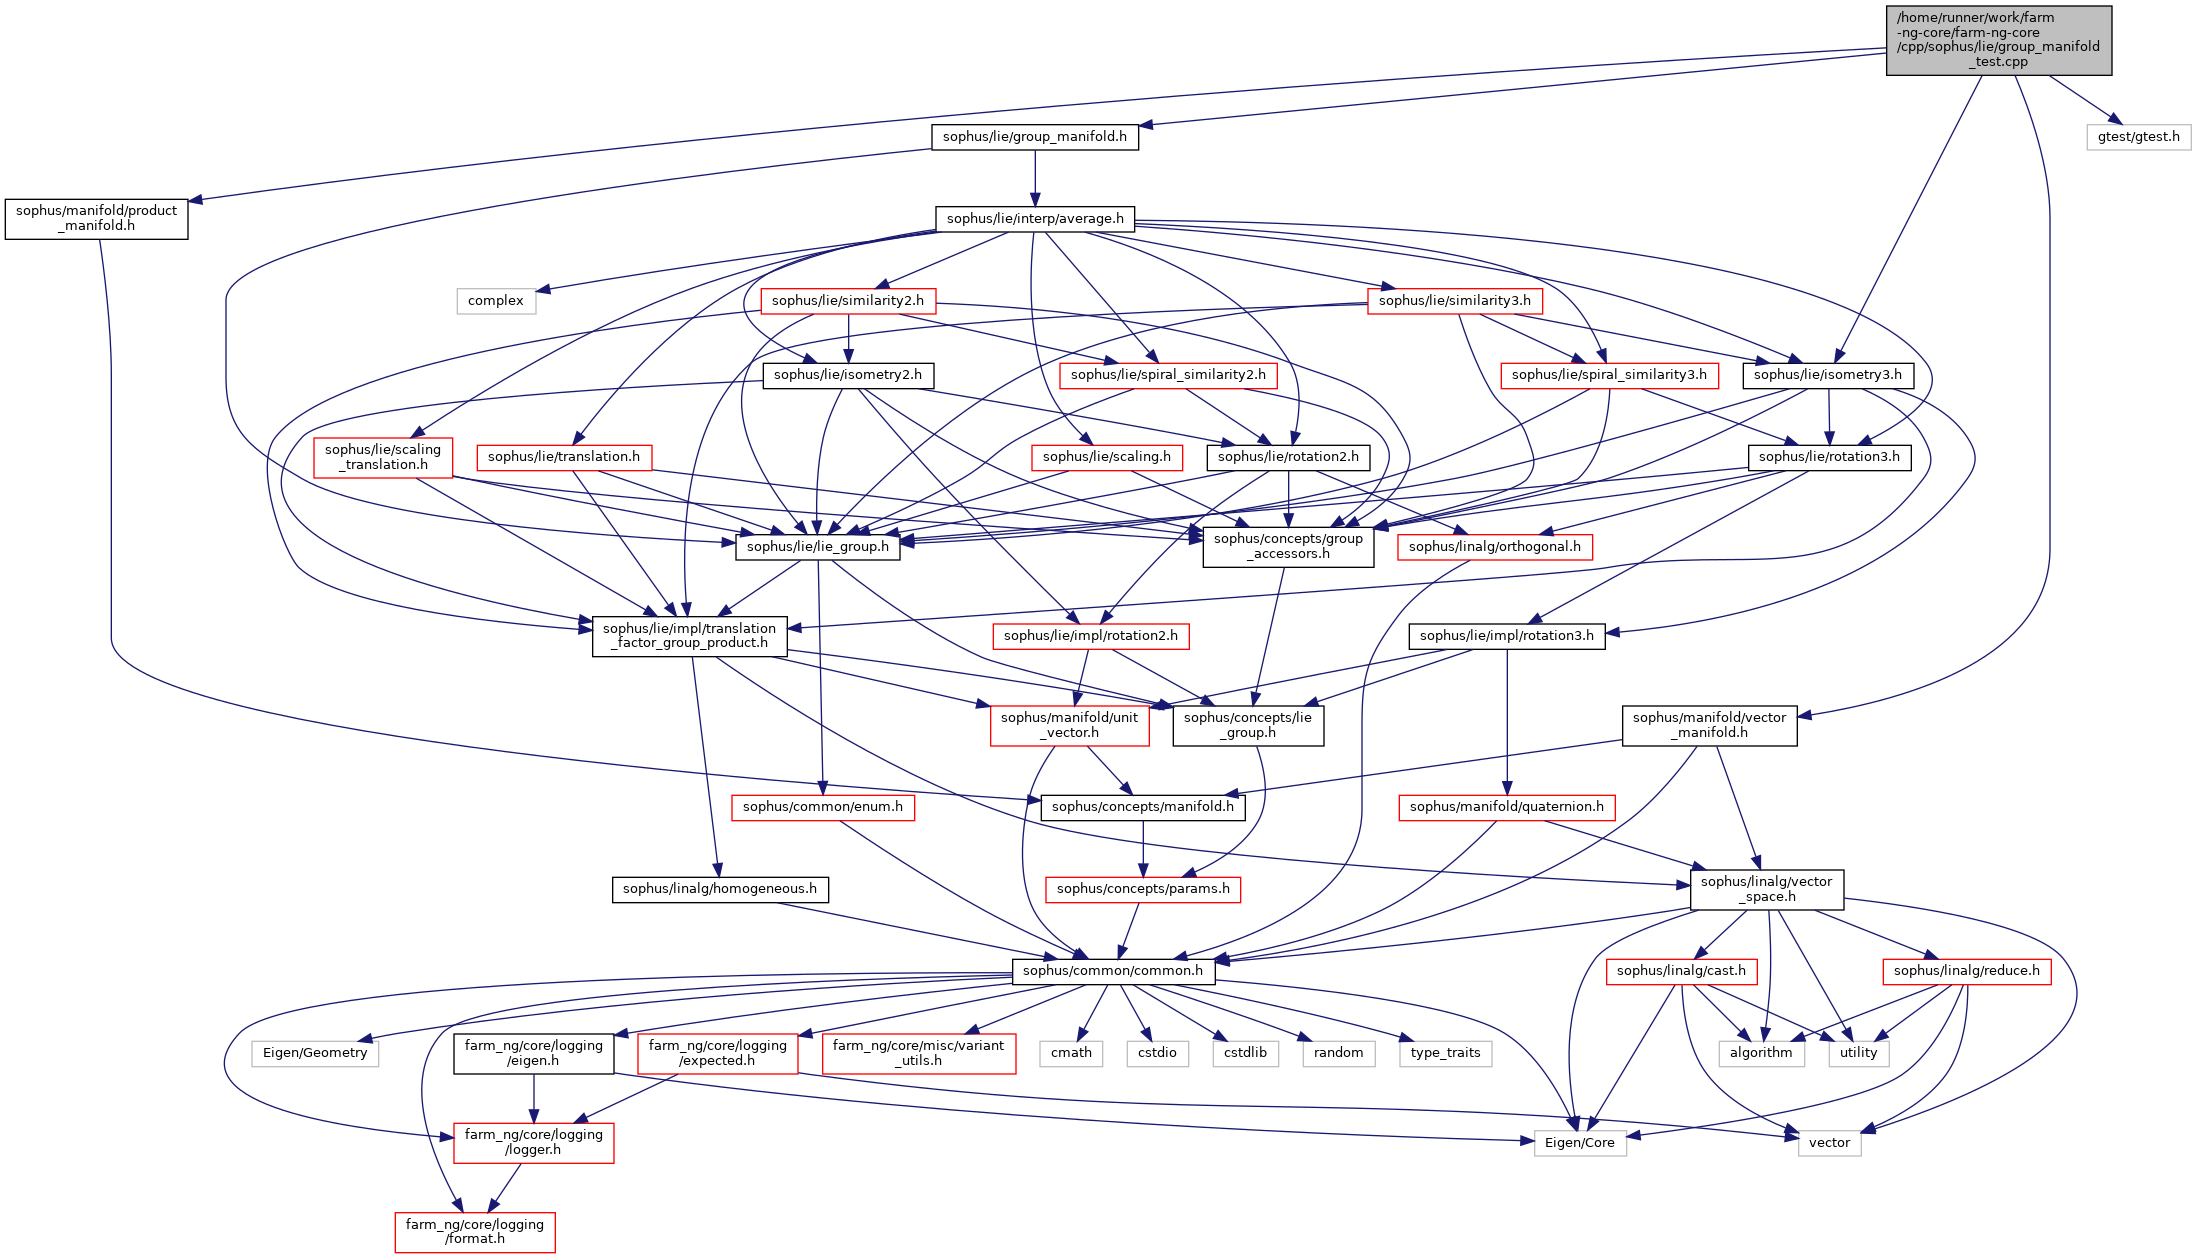 /home/runner/work/farm
-ng-core/farm-ng-core
/cpp/sophus/lie/group_manifold
_test.cpp
sophus/lie/group_manifold.h
gtest/gtest.h
sophus/manifold/product
_manifold.h
sophus/lie/interp/average.h
complex
sophus/lie/similarity2.h
sophus/lie/similarity3.h
sophus/lie/isometry2.h
sophus/lie/spiral_similarity2.h
sophus/lie/spiral_similarity3.h
sophus/lie/isometry3.h
sophus/lie/scaling
_translation.h
sophus/lie/translation.h
sophus/lie/scaling.h
sophus/lie/rotation2.h
sophus/lie/rotation3.h
sophus/lie/lie_group.h
sophus/concepts/group
_accessors.h
sophus/linalg/orthogonal.h
sophus/lie/impl/translation
_factor_group_product.h
sophus/lie/impl/rotation2.h
sophus/lie/impl/rotation3.h
sophus/manifold/unit
_vector.h
sophus/concepts/lie
_group.h
sophus/manifold/vector
_manifold.h
sophus/common/enum.h
sophus/concepts/manifold.h
sophus/manifold/quaternion.h
sophus/linalg/homogeneous.h
sophus/concepts/params.h
sophus/linalg/vector
_space.h
sophus/common/common.h
sophus/linalg/cast.h
sophus/linalg/reduce.h
Eigen/Geometry
farm_ng/core/logging
/eigen.h
farm_ng/core/logging
/expected.h
farm_ng/core/misc/variant
_utils.h
cmath
cstdio
cstdlib
random
type_traits
algorithm
utility
farm_ng/core/logging
/logger.h
Eigen/Core
vector
farm_ng/core/logging
/format.h